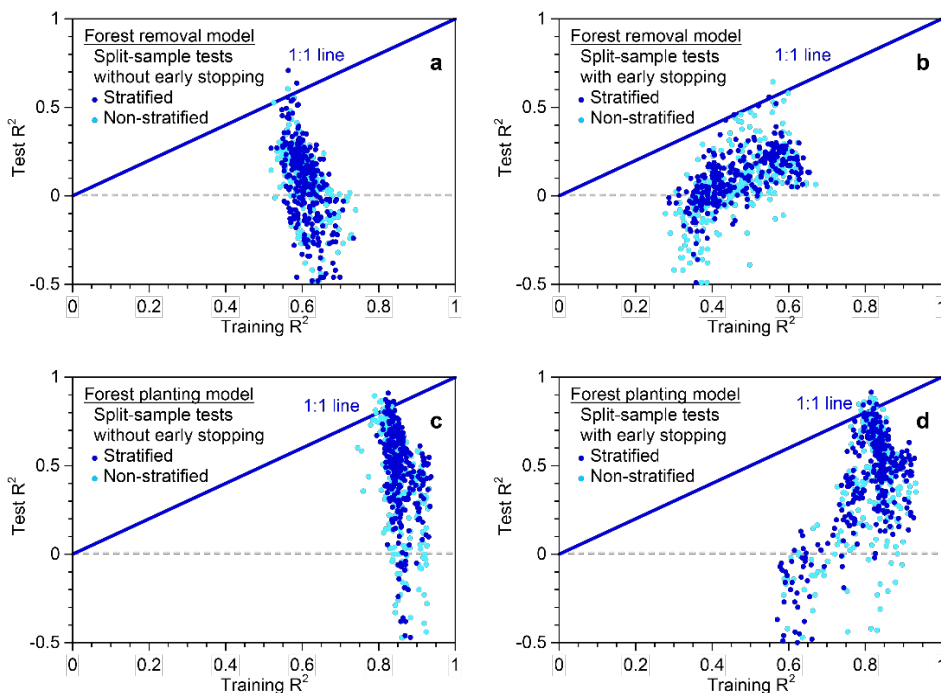 1
Forest removal model
Split-sample tests
without early stopping
Stratified
Non-stratified
1:1 line
a
0.5
0
-0.5
Test R²
0 0.2 0.4 0.6 0.8 1
Training R²
1
Forest removal model
Split-sample tests
with early stopping
Stratified
Non-stratified
1:1 line
b
0.5
0
-0.5
Test R²
0 0.2 0.4 0.6 0.8 1
Training R²
1
Forest planting model
Split-sample tests
without early stopping
Stratified
Non-stratified
1:1 line
c
0.5
0
-0.5
Test R²
0 0.2 0.4 0.6 0.8 1
Training R²
1
Forest planting model
Split-sample tests
with early stopping
Stratified
Non-stratified
1:1 line
d
0.5
0
-0.5
Test R²
0 0.2 0.4 0.6 0.8 1
Training R²